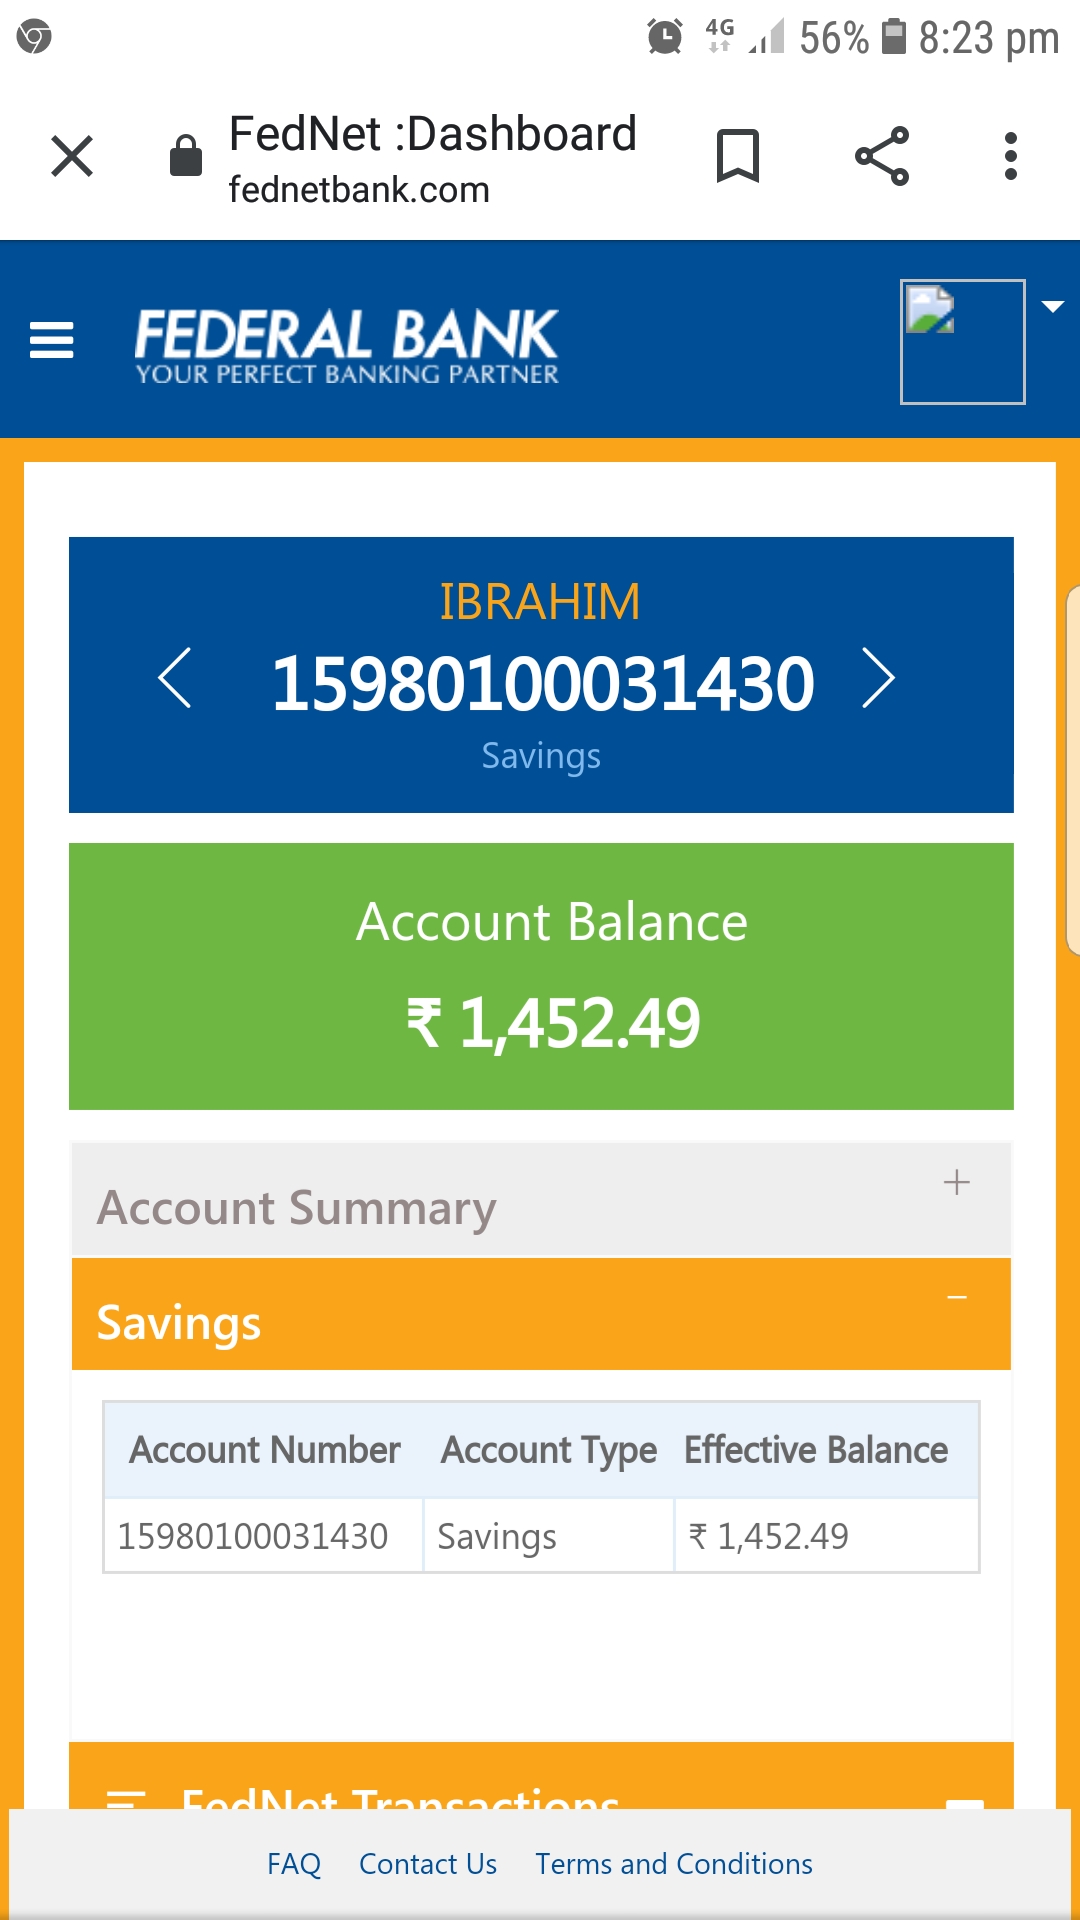 4G 56% 8:23 pm
FedNet :Dashboard
fednetbank.com
FEDERAL BANK
YOUR PERFECT BANKING PARTNER
IBRAHIM
15980100031430
Savings
Account Balance
₹ 1,452.49
Account Summary
Savings
Account Number Account Type Effective Balance
15980100031430 Savings ₹ 1,452.49
FedNet Transactions
FAQ Contact Us Terms and Conditions